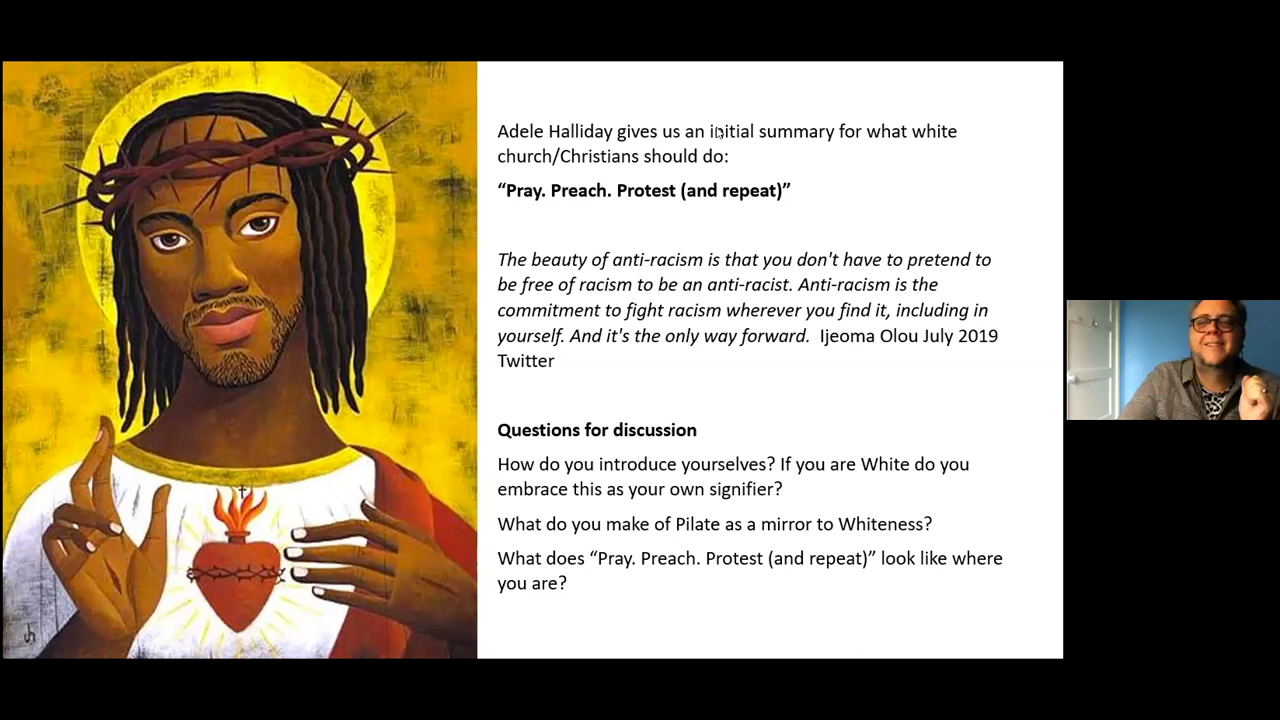 Adele Halliday gives us an initial summary for what white
church/Christians should do:
“Pray. Preach. Protest (and repeat)”
The beauty of anti-racism is that you don't have to pretend to
be free of racism to be an anti-racist. Anti-racism is the
commitment to fight racism wherever you find it, including in
yourself. And it's the only way forward.  Ijeoma Olou July 2019
Twitter
Questions for discussion
How do you introduce yourselves? If you are White do you
embrace this as your own signifier?
What do you make of Pilate as a mirror to Whiteness?
What does “Pray. Preach. Protest (and repeat)” look like where
you are?